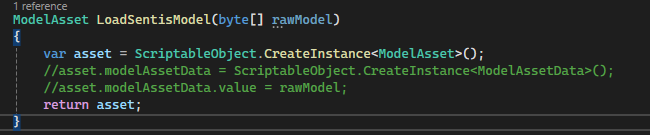 1 reference
ModelAsset LoadSentisModel(byte[] rawModel)
{
var asset = ScriptableObject.CreateInstance<ModelAsset>();
//asset.modelAssetData = ScriptableObject.CreateInstance<ModelAssetData>();
//asset.modelAssetData.value = rawModel;
return asset;
}